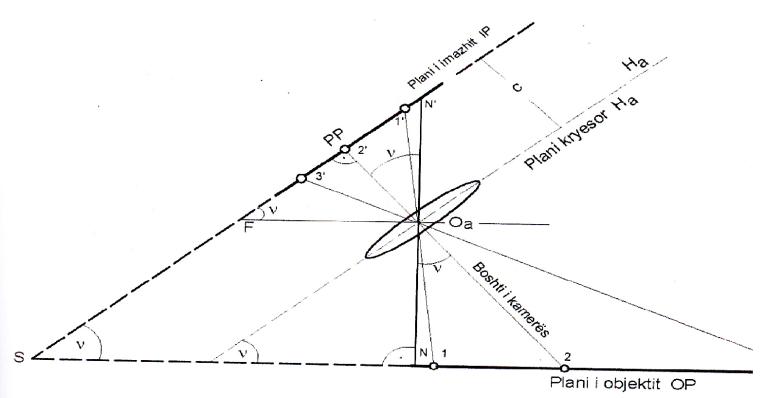 Plani i imazhit IP
Ha
c
Plani kryesor Ha
N'
1'
PP
2'
ν
3'
ν
F
Oa
ν
Boshti i kamerës
S
ν
ν
N
1
2
Plani i objektit OP